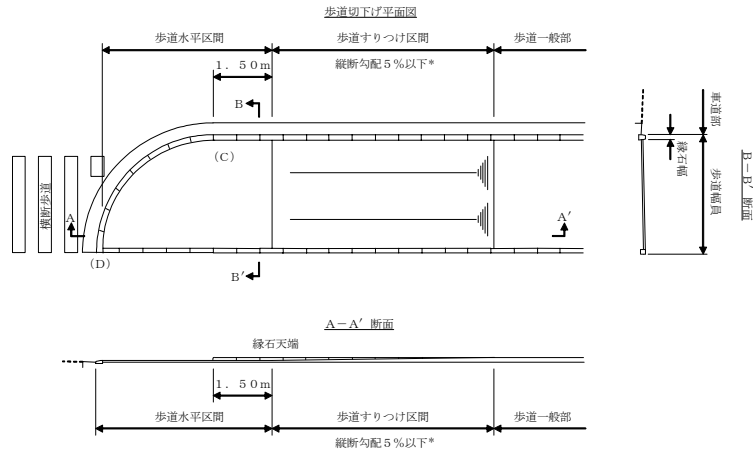 歩道切下げ平面図
歩道水平区間
歩道すりつけ区間
歩道一般部
1．50m
縦断勾配5％以下*
B
(C)
横断歩道
A
A′
(D)
B′
車道部
縁石幅
歩道幅員
B－B′ 断面
A－A′ 断面
縁石天端
1．50m
歩道水平区間
歩道すりつけ区間
歩道一般部
縦断勾配5％以下*